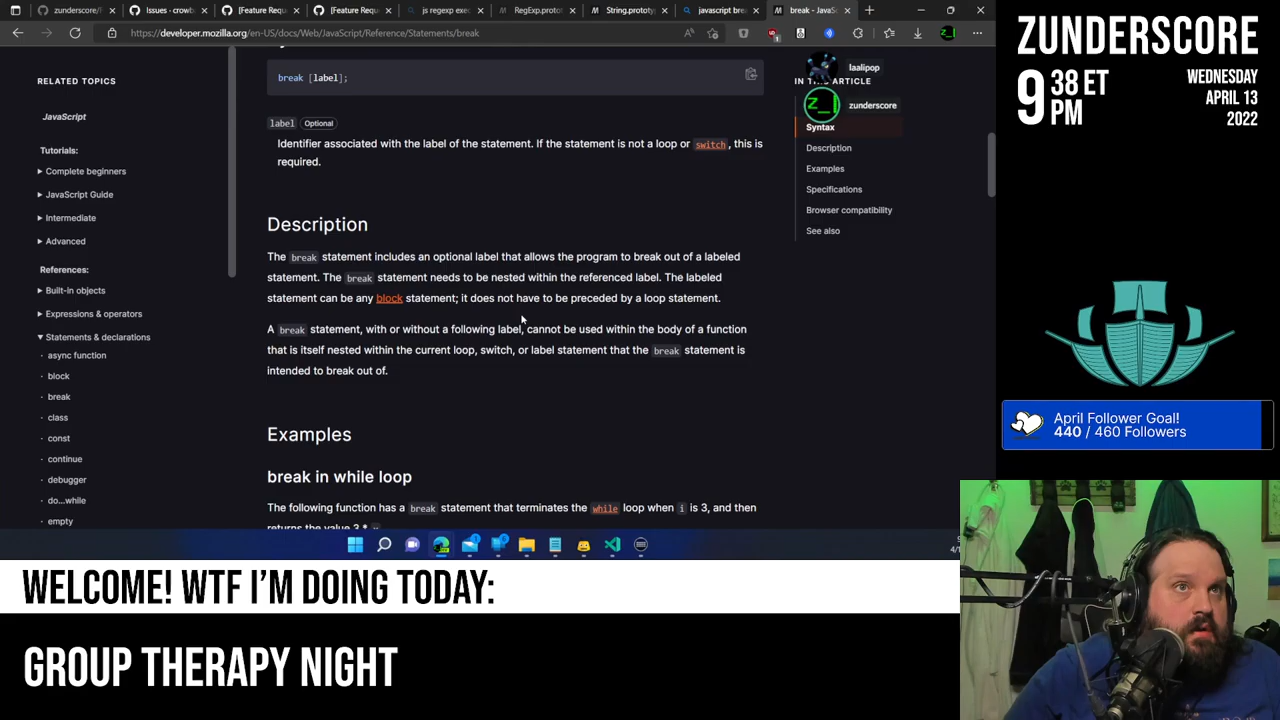 zunderscore/
Issues · crowb
[Feature Requ
[Feature Requ
js regexp exec
RegExp.protot
String.prototyp
javascript brea
break - JavaSc
https://developer.mozilla.org/en-US/docs/Web/JavaScript/Reference/Statements/break
RELATED TOPICS
JavaScript
Tutorials:
Complete beginners
JavaScript Guide
Intermediate
Advanced
References:
Built-in objects
Expressions & operators
Statements & declarations
async function
block
break
class
const
continue
debugger
do...while
empty
break [label];
label Optional
Identifier associated with the label of the statement. If the statement is not a loop or switch, this is
required.
Description
The break statement includes an optional label that allows the program to break out of a labeled
statement. The break statement needs to be nested within the referenced label. The labeled
statement can be any block statement; it does not have to be preceded by a loop statement.
A break statement, with or without a following label, cannot be used within the body of a function
that is itself nested within the current loop, switch, or label statement that the break statement is
intended to break out of.
Examples
break in while loop
The following function has a break statement that terminates the while loop when i is 3, and then
returns the value 3 *
laalipop
IN THIS ARTICLE
z_
zunderscore
Syntax
Description
Examples
Specifications
Browser compatibility
See also
ZUNDERSCORE
9 38 ET
PM
WEDNESDAY
APRIL 13
2022
April Follower Goal!
440 / 460 Followers
WELCOME! WTF I'M DOING TODAY:
GROUP THERAPY NIGHT